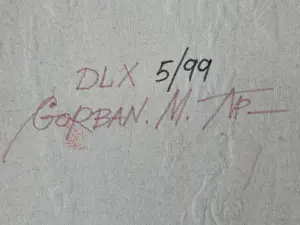 DLX 5/99
GORBAN. M. AP